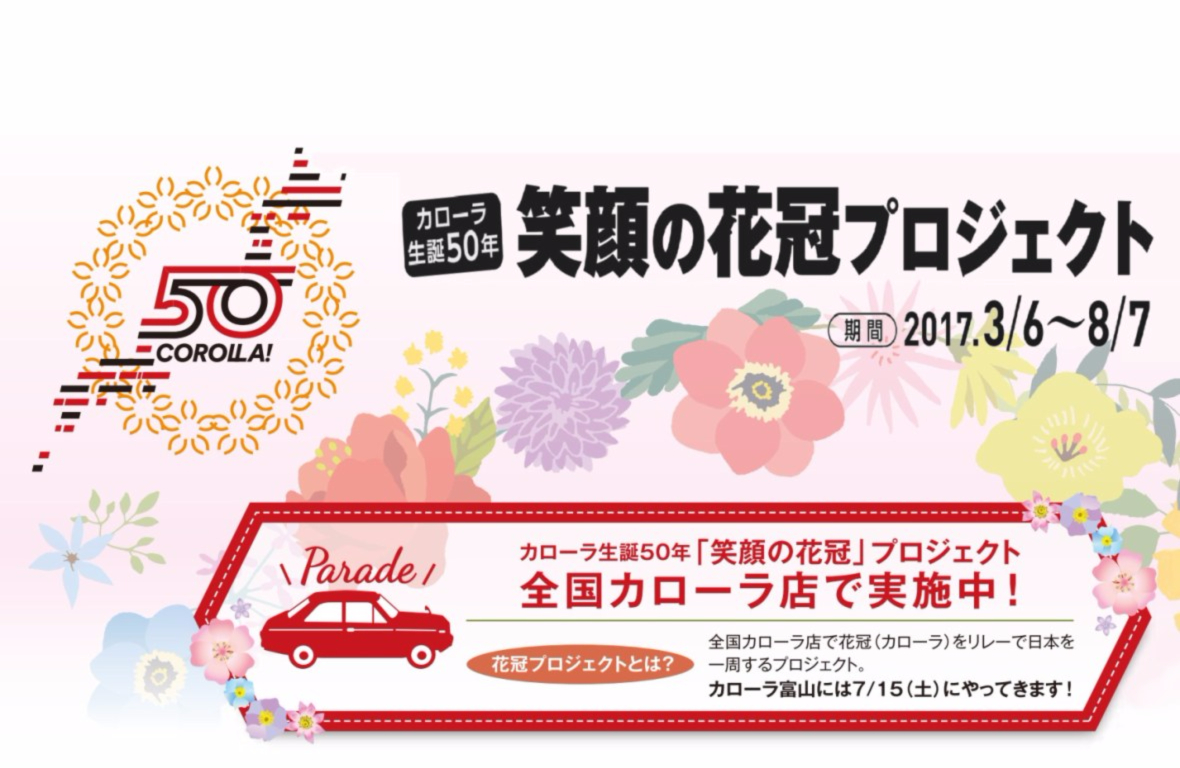 50
COROLLA!
カローラ
生誕50年
笑顔の花冠プロジェクト
期間 2017.3/6～8/7
Parade
カローラ生誕50年「笑顔の花冠」プロジェクト
全国カローラ店で実施中！
花冠プロジェクトとは？
全国カローラ店で花冠（カローラ）をリレーで日本を
一周するプロジェクト。
カローラ富山には7/15（土）にやってきます！